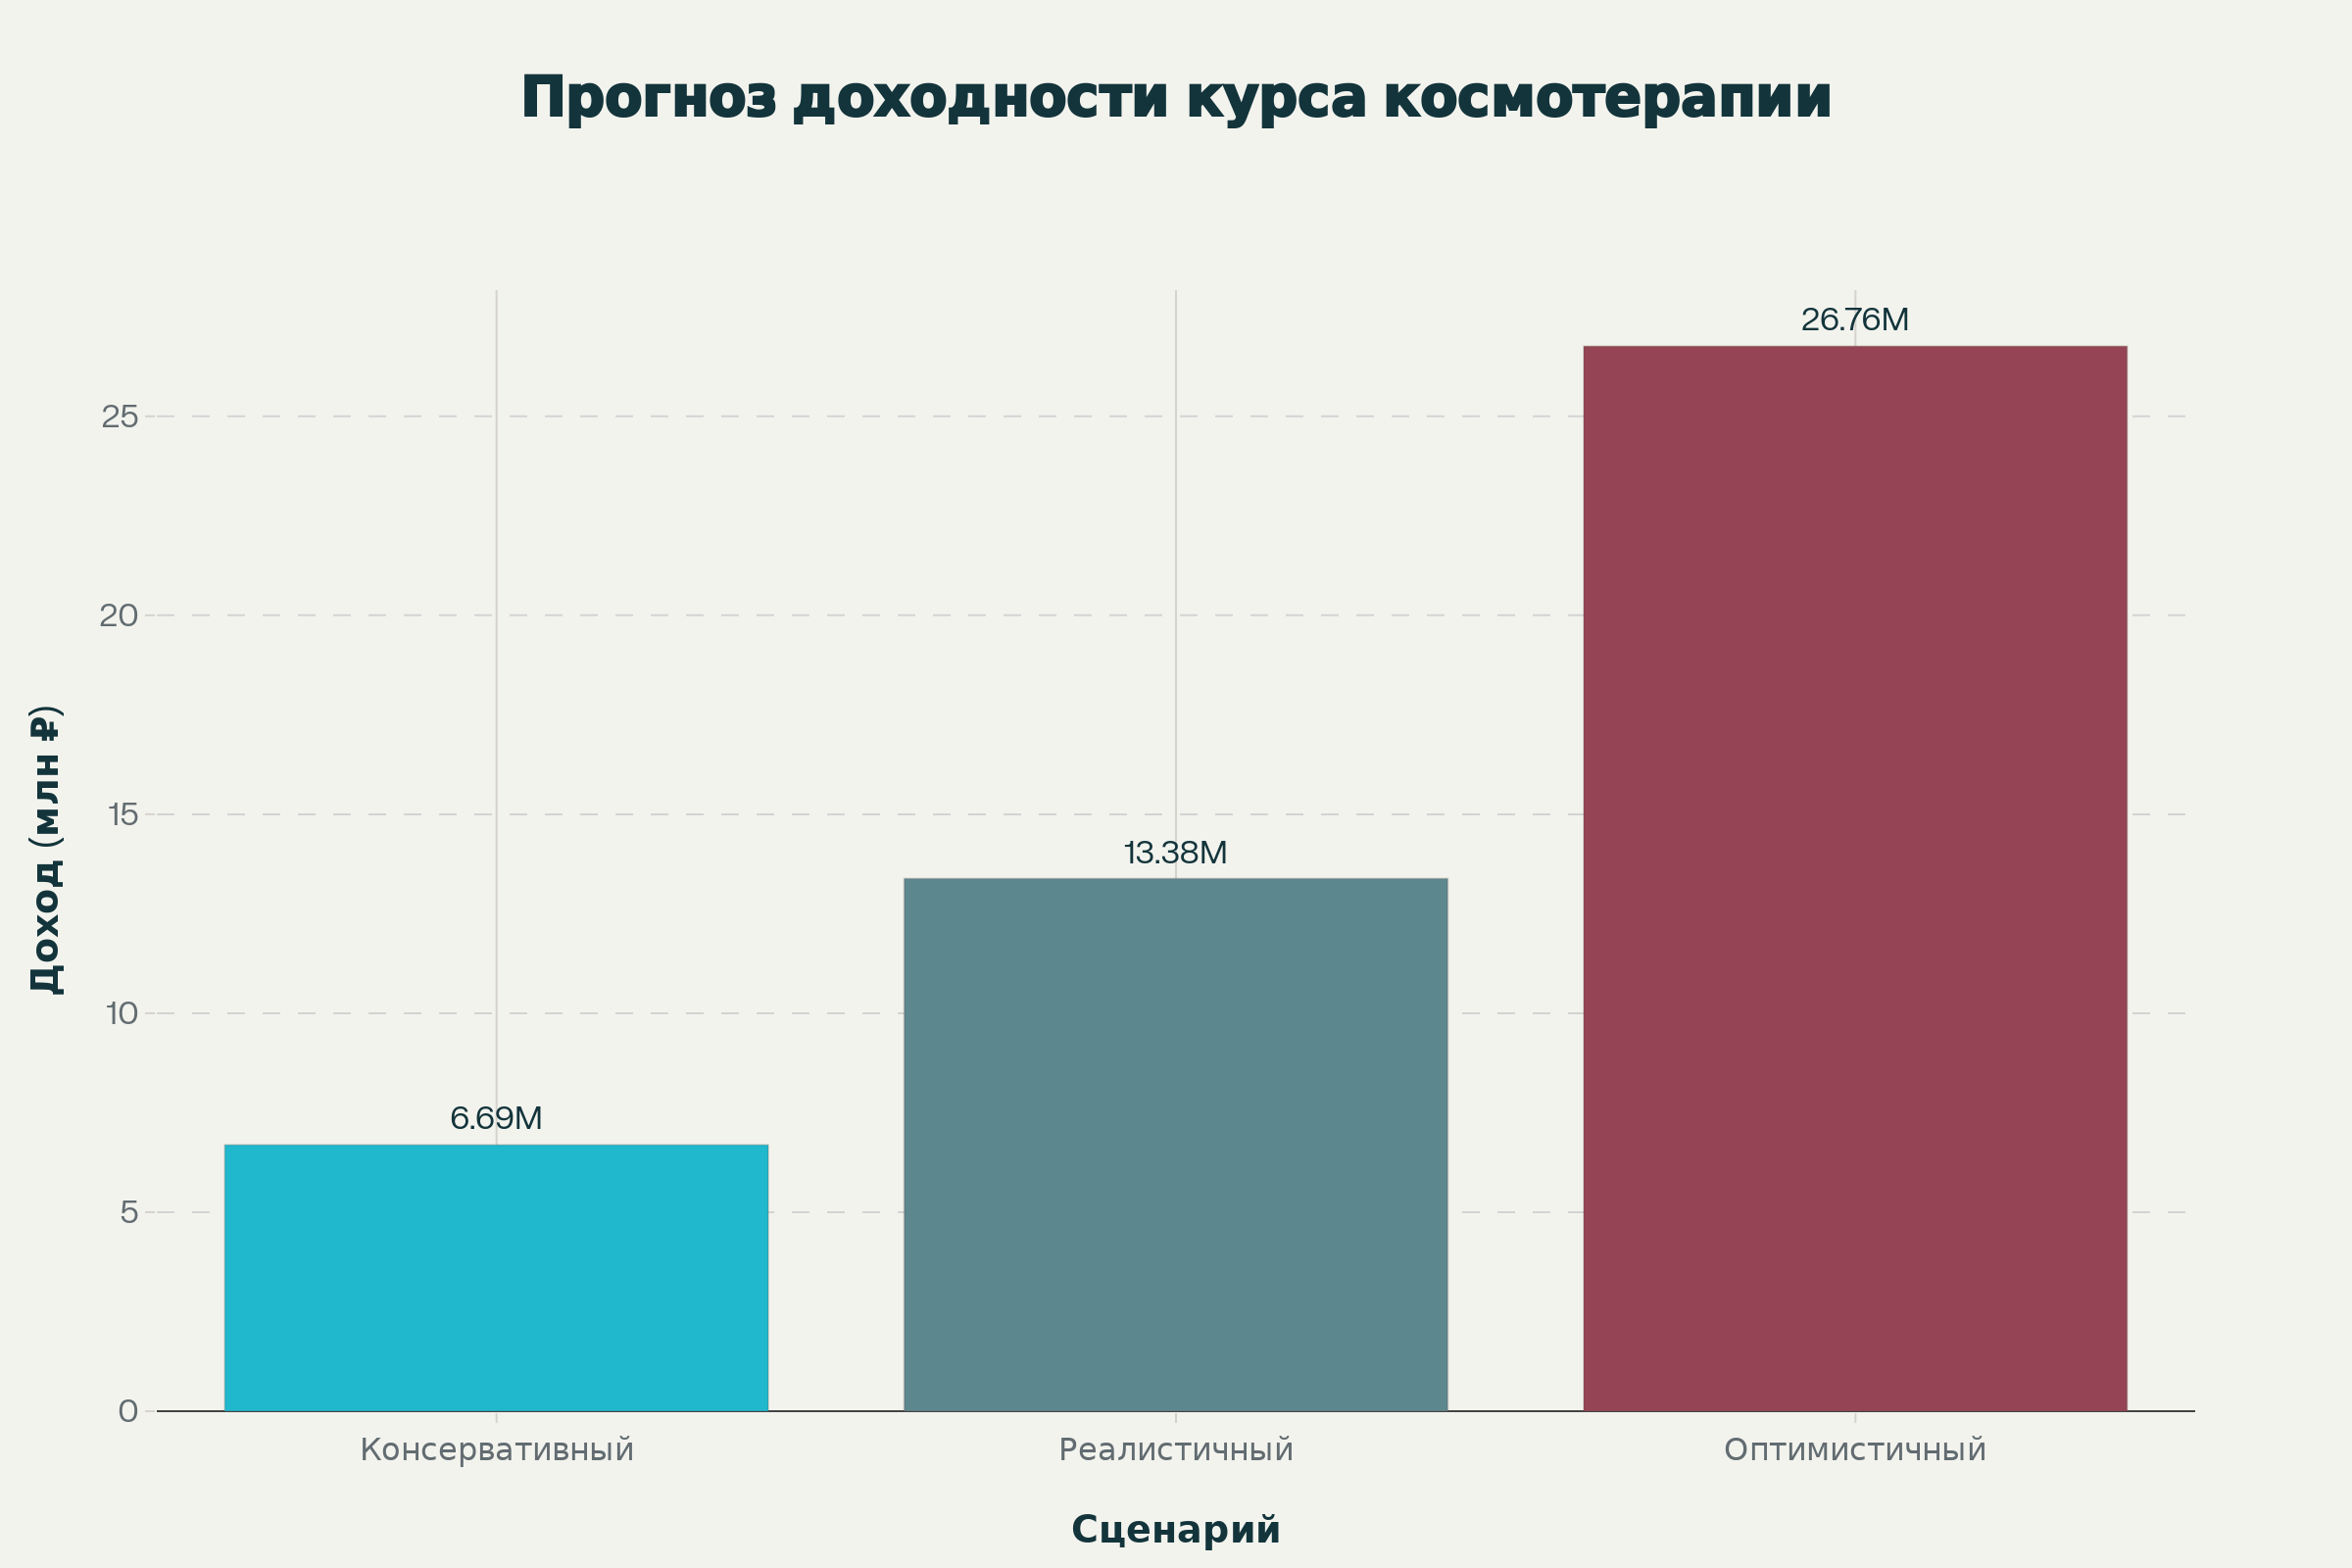 Прогноз доходности курса космотерапии
26.76M
25
20
Доход (млн ₽)
15
13.38M
10
6.69M
5
0
Консервативный Реалистичный Оптимистичный
Сценарий